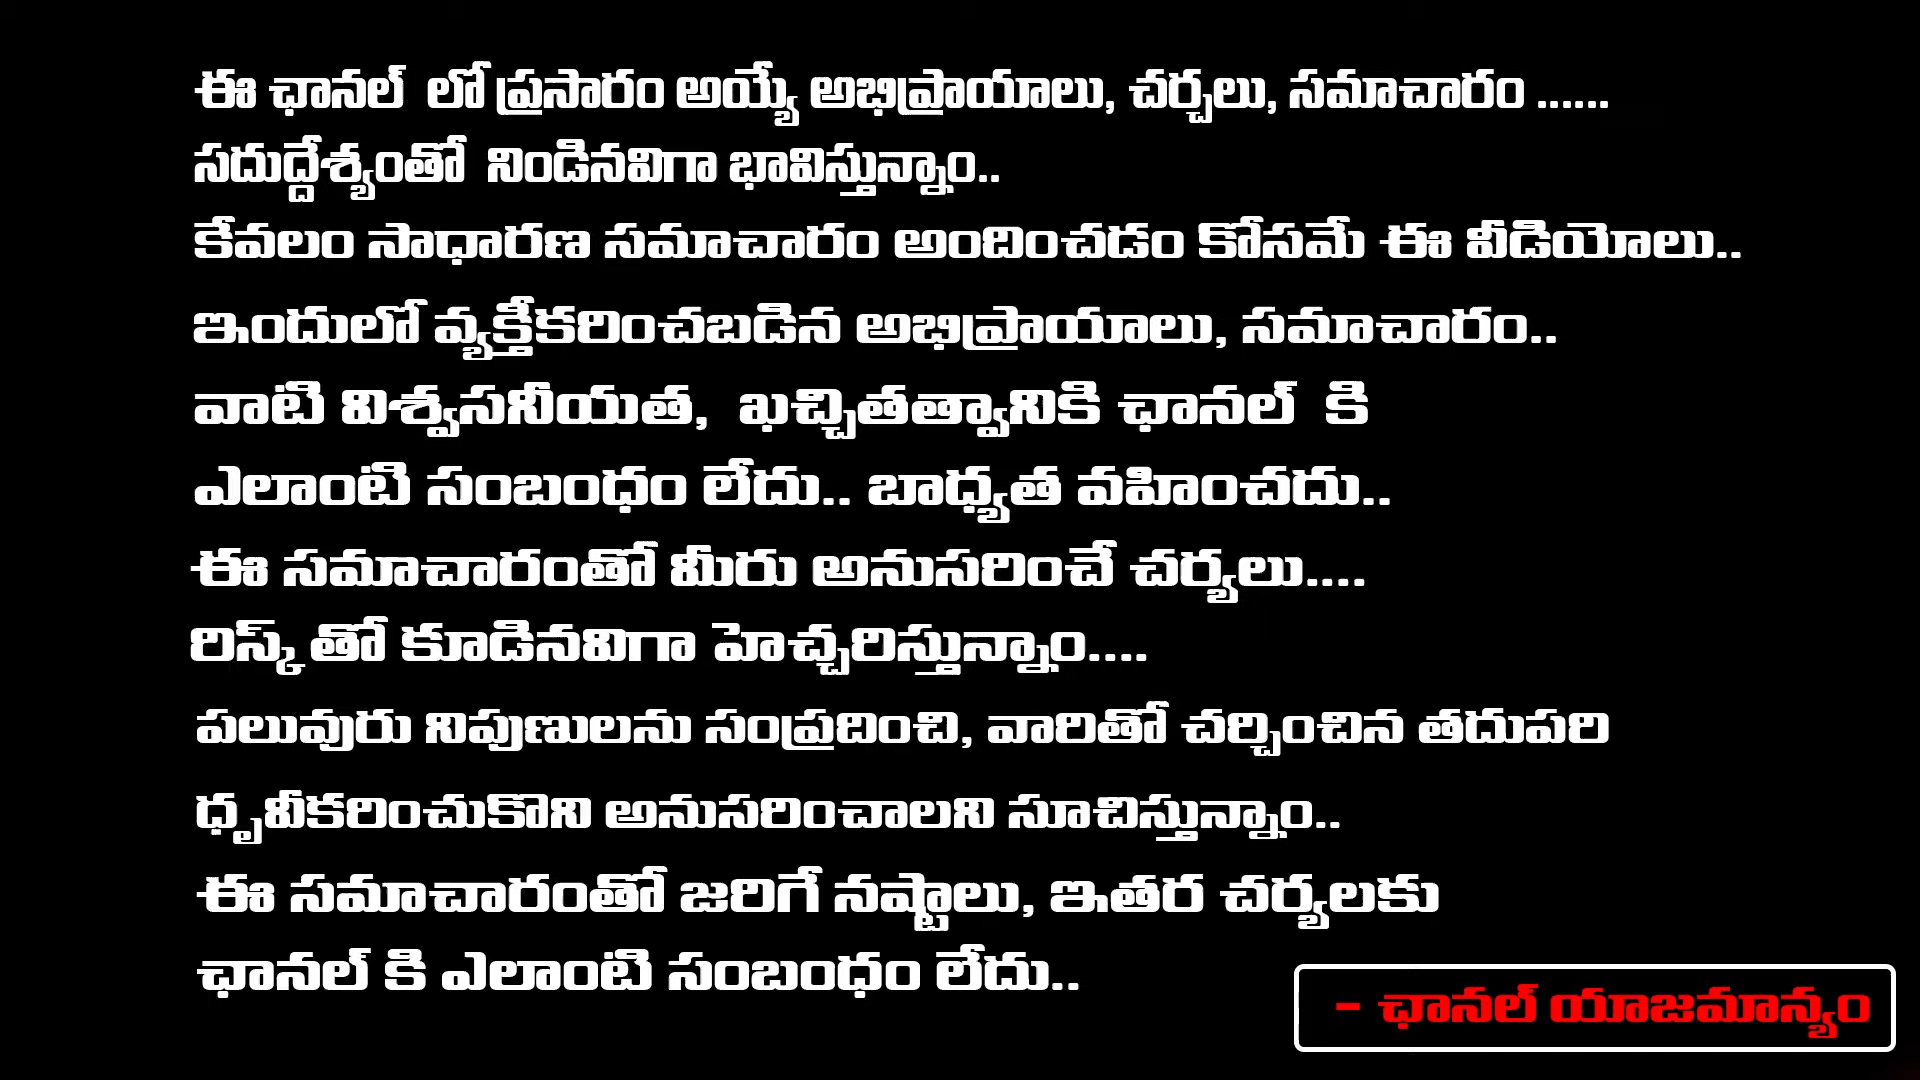 ఈ ఛానల్ లో ప్రసారం అయ్యే అభిప్రాయాలు, చర్చలు, సమాచారం ......
సదుద్దేశ్యంతో నిండినవిగా భావిస్తున్నాం..
కేవలం సాధారణ సమాచారం అందించడం కోసమే ఈ వీడియోలు..
ఇందులో వ్యక్తీకరించబడిన అభిప్రాయాలు, సమాచారం..
వాటి విశ్వసనీయత, ఖచ్చితత్వానికి ఛానల్ కి
ఎలాంటి సంబంధం లేదు.. బాధ్యత వహించదు..
ఈ సమాచారంతో మీరు అనుసరించే చర్యలు....
రిస్క్ తో కూడినవిగా హెచ్చరిస్తున్నాం....
పలువురు నిపుణులను సంప్రదించి, వారితో చర్చించిన తదుపరి
ధృవీకరించుకొని అనుసరించాలని సూచిస్తున్నాం..
ఈ సమాచారంతో జరిగే నష్టాలు, ఇతర చర్యలకు
ఛానల్ కి ఎలాంటి సంబంధం లేదు..
- ఛానల్ యాజమాన్యం